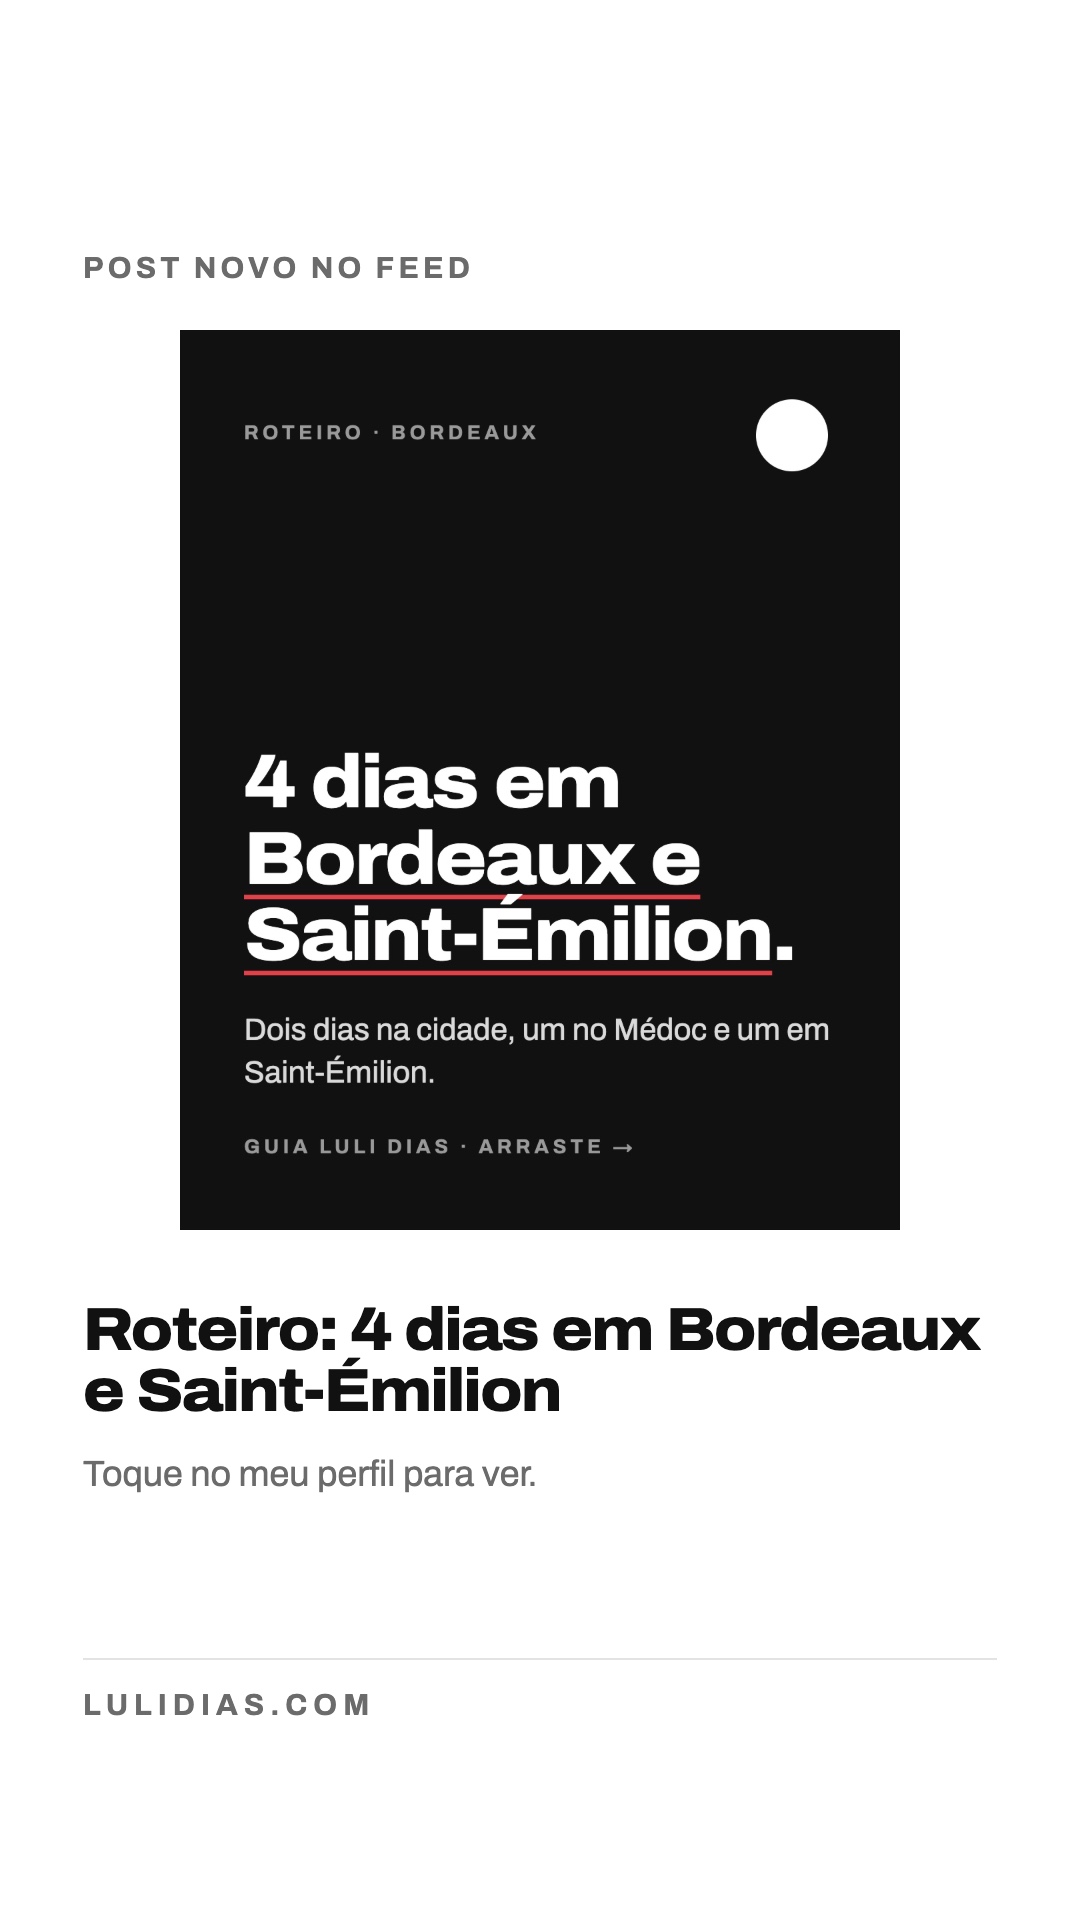 POST NOVO NO FEED
ROTEIRO · BORDEAUX
4 dias em
Bordeaux e
Saint-Émilion.
Dois dias na cidade, um no Médoc e um em
Saint-Émilion.
GUIA LULI DIAS · ARRASTE →
Roteiro: 4 dias em Bordeaux
e Saint-Émilion
Toque no meu perfil para ver.
LULIDIAS.COM